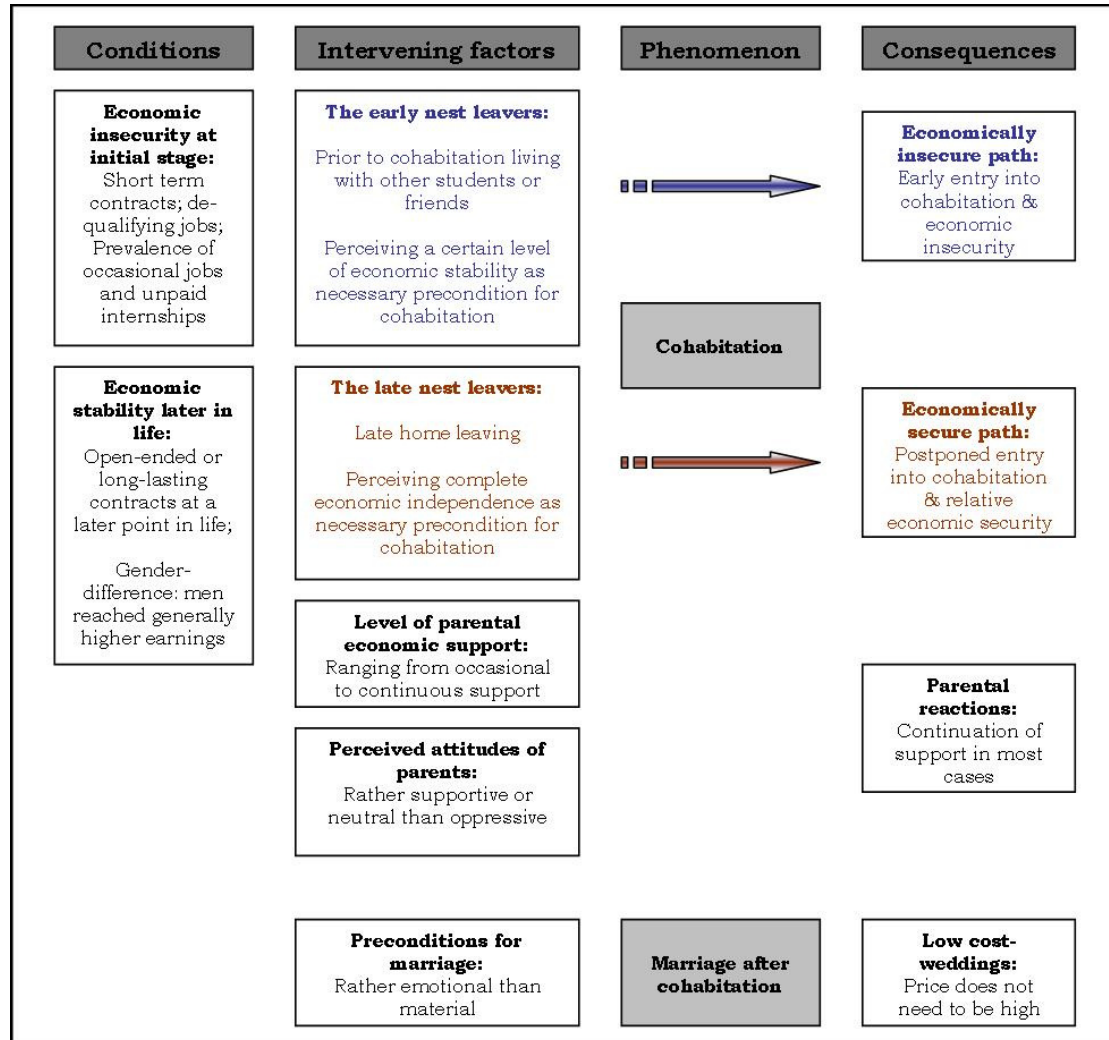 Conditions
Intervening factors
Phenomenon
Consequences
Economic
insecurity at
initial stage:
Short term
contracts; de-
qualifying jobs;
Prevalence of
occasional jobs
and unpaid
internships
Economic
stability later in
life:
Open-ended or
long-lasting
contracts at a
later point in life;
Gender-
difference: men
reached generally
higher earnings
The early nest leavers:
Prior to cohabitation living
with other students or
friends
Perceiving a certain level
of economic stability as
necessary precondition for
cohabitation
The late nest leavers:
Late home leaving
Perceiving complete
economic independence as
necessary precondition for
cohabitation
Level of parental
economic support:
Ranging from occasional
to continuous support
Perceived attitudes of
parents:
Rather supportive or
neutral than oppressive
Preconditions for
marriage:
Rather emotional than
material
Cohabitation
Marriage after
cohabitation
Economically
insecure path:
Early entry into
cohabitation &
economic
insecurity
Economically
secure path:
Postponed entry
into cohabitation
& relative
economic security
Parental
reactions:
Continuation of
support in most
cases
Low cost-
weddings:
Price does not
need to be high